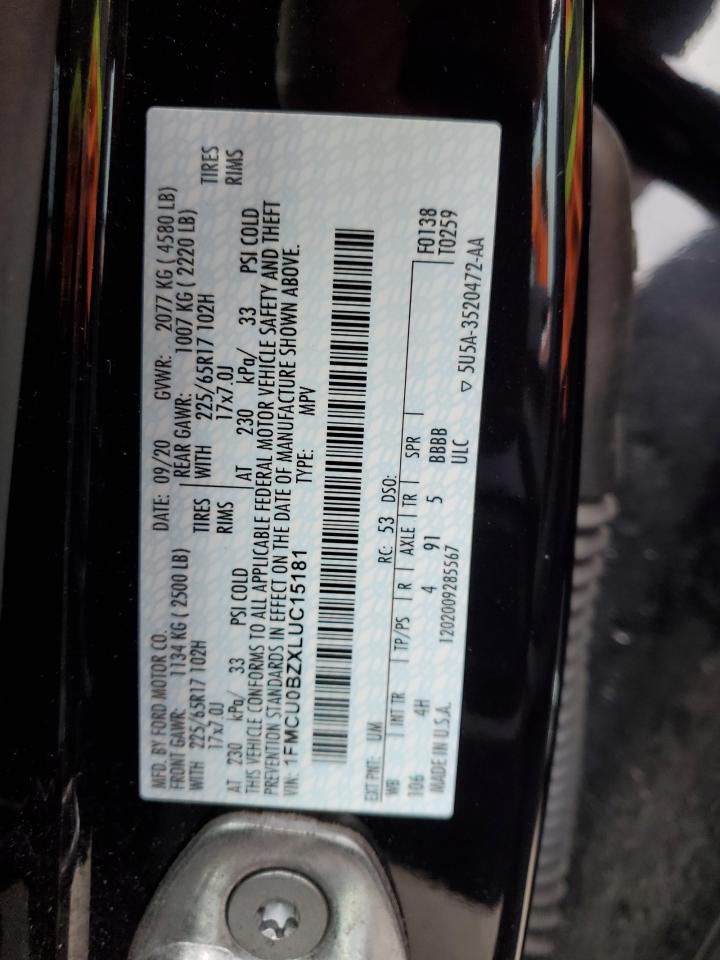 MFD. BY FORD MOTOR CO. DATE: 09/20 GVWR: 2077 KG ( 4580 LB)
FRONT GAWR: 1134 KG ( 2500 LB) REAR GAWR: 1007 KG ( 2220 LB)
WITH 225/65R17 102H TIRES WITH 225/65R17 102H TIRES
17x7.0J RIMS 17x7.0J RIMS
AT 230 kPa/ 33 PSI COLD AT 230 kPa/ 33 PSI COLD
THIS VEHICLE CONFORMS TO ALL APPLICABLE FEDERAL MOTOR VEHICLE SAFETY AND THEFT
PREVENTION STANDARDS IN EFFECT ON THE DATE OF MANUFACTURE SHOWN ABOVE.
VIN: 1FMCU0BZXLUC15181 TYPE: MPV
EXT PNT: UM RC: 53 DSO:
WB INT TR TP/PS R AXLE TR SPR F0138
106 4H 4 91 5 BBBB T0259
MADE IN U.S.A. 1202009285567 ULC ▽ 5U5A-3520472-AA